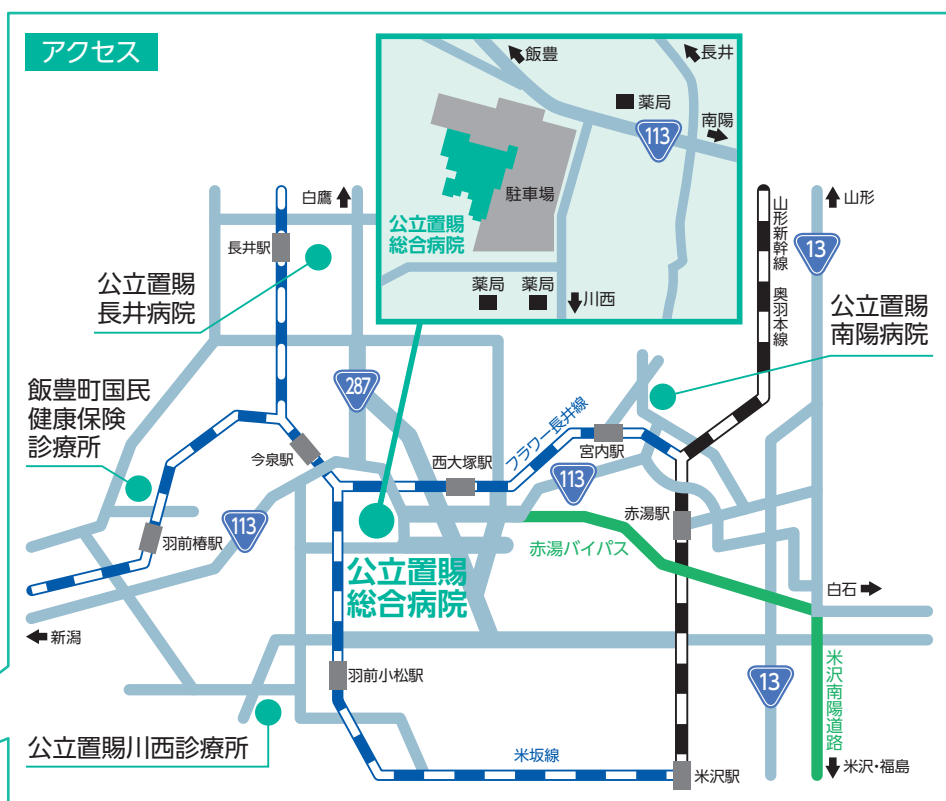 アクセス
飯豊
長井
薬局
113
南陽
駐車場
公立置賜
総合病院
薬局
薬局
川西
白鷹
長井駅
公立置賜
長井病院
山形新幹線
奥羽本線
山形
13
公立置賜
南陽病院
飯豊町国民
健康保険
診療所
287
フラワー長井線
今泉駅
西大塚駅
宮内駅
113
113
羽前椿駅
赤湯駅
赤湯バイパス
公立置賜
総合病院
白石
新潟
羽前小松駅
13
米沢南陽道路
公立置賜川西診療所
米坂線
米沢駅
米沢・福島